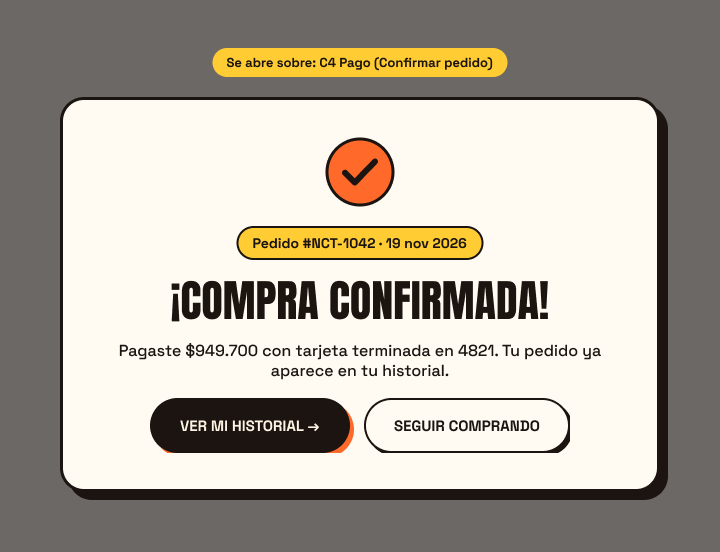 Se abre sobre: C4 Pago (Confirmar pedido)
Pedido #NCT-1042 · 19 nov 2026
¡COMPRA CONFIRMADA!
Pagaste $949.700 con tarjeta terminada en 4821. Tu pedido ya
aparece en tu historial.
VER MI HISTORIAL →
SEGUIR COMPRANDO